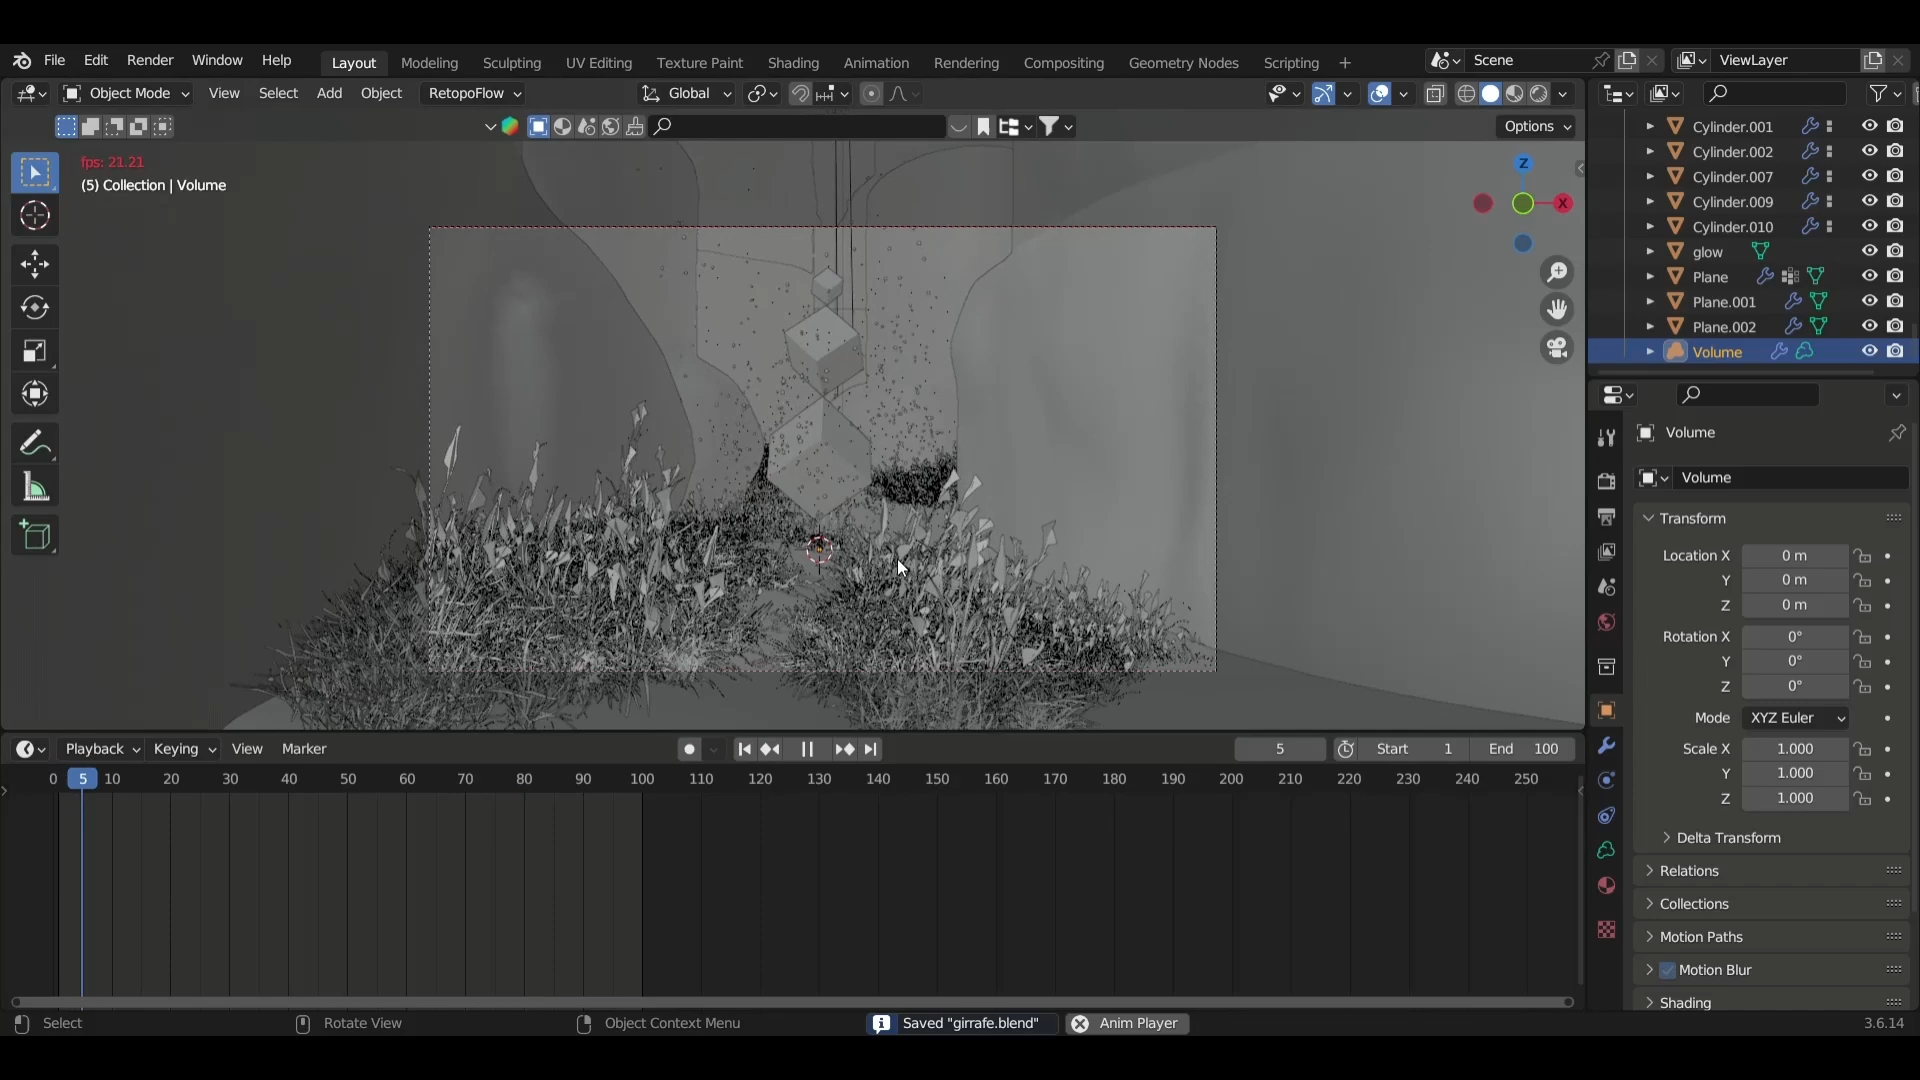 File Edit Render Window Help Layout Modeling Sculpting UV Editing Texture Paint Shading Animation Rendering Compositing Geometry Nodes Scripting + Scene ViewLayer
Object Mode View Select Add Object RetopoFlow Global
Options
fps: 21.21
(5) Collection | Volume
Z
X
Cylinder.001
Cylinder.002
Cylinder.007
Cylinder.009
Cylinder.010
glow
Plane
Plane.001
Plane.002
Volume
Volume
Volume
Transform
Location X 0 m
Y 0 m
Z 0 m
Rotation X 0°
Y 0°
Z 0°
Mode XYZ Euler
Scale X 1.000
Y 1.000
Z 1.000
Delta Transform
Relations
Collections
Motion Paths
Motion Blur
Shading
Playback Keying View Marker 5 Start 1 End 100
0 5 10 20 30 40 50 60 70 80 90 100 110 120 130 140 150 160 170 180 190 200 210 220 230 240 250
Select Rotate View Object Context Menu Saved "girrafe.blend" Anim Player 3.6.14